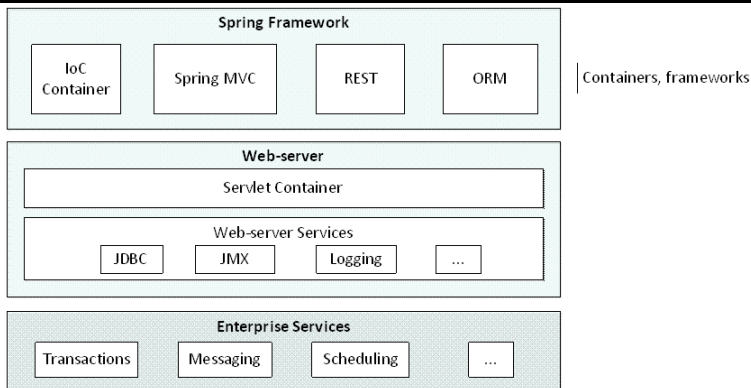 Spring Framework
IoC
Container
Spring MVC
REST
ORM
Containers, frameworks
Web-server
Servlet Container
Web-server Services
JDBC
JMX
Logging
...
Enterprise Services
Transactions
Messaging
Scheduling
...